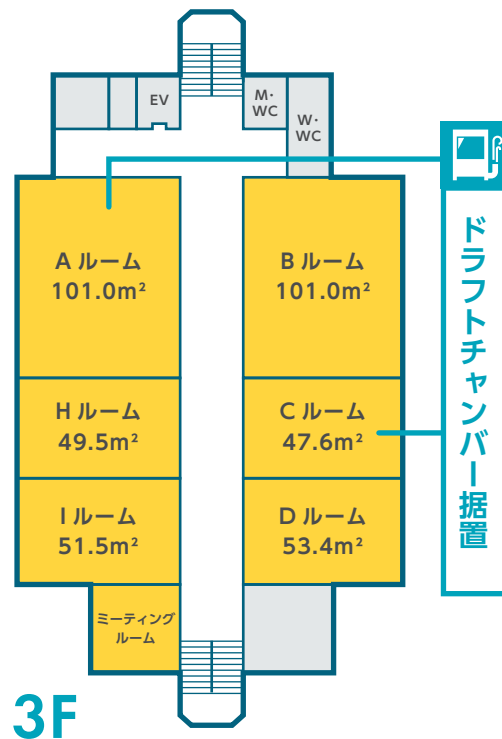 EV
M・
WC
W・
WC
A ルーム
101.0m²
B ルーム
101.0m²
H ルーム
49.5m²
C ルーム
47.6m²
I ルーム
51.5m²
D ルーム
53.4m²
ミーティング
ルーム
ドラフトチャンバー据置
3F